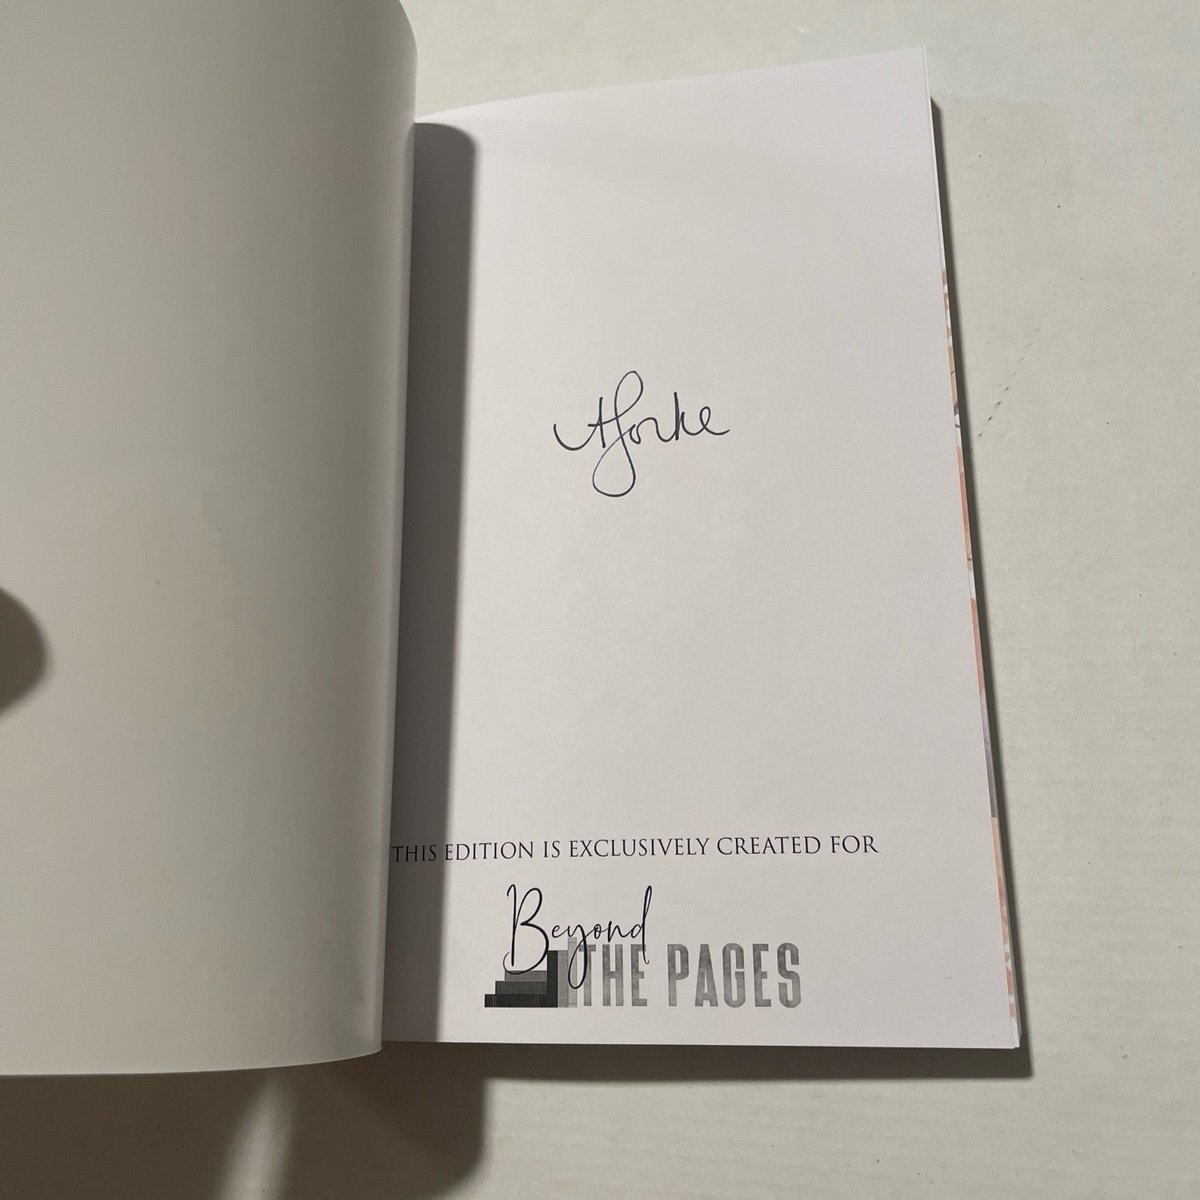 THIS EDITION IS EXCLUSIVELY CREATED FOR
Beyond
THE PAGES